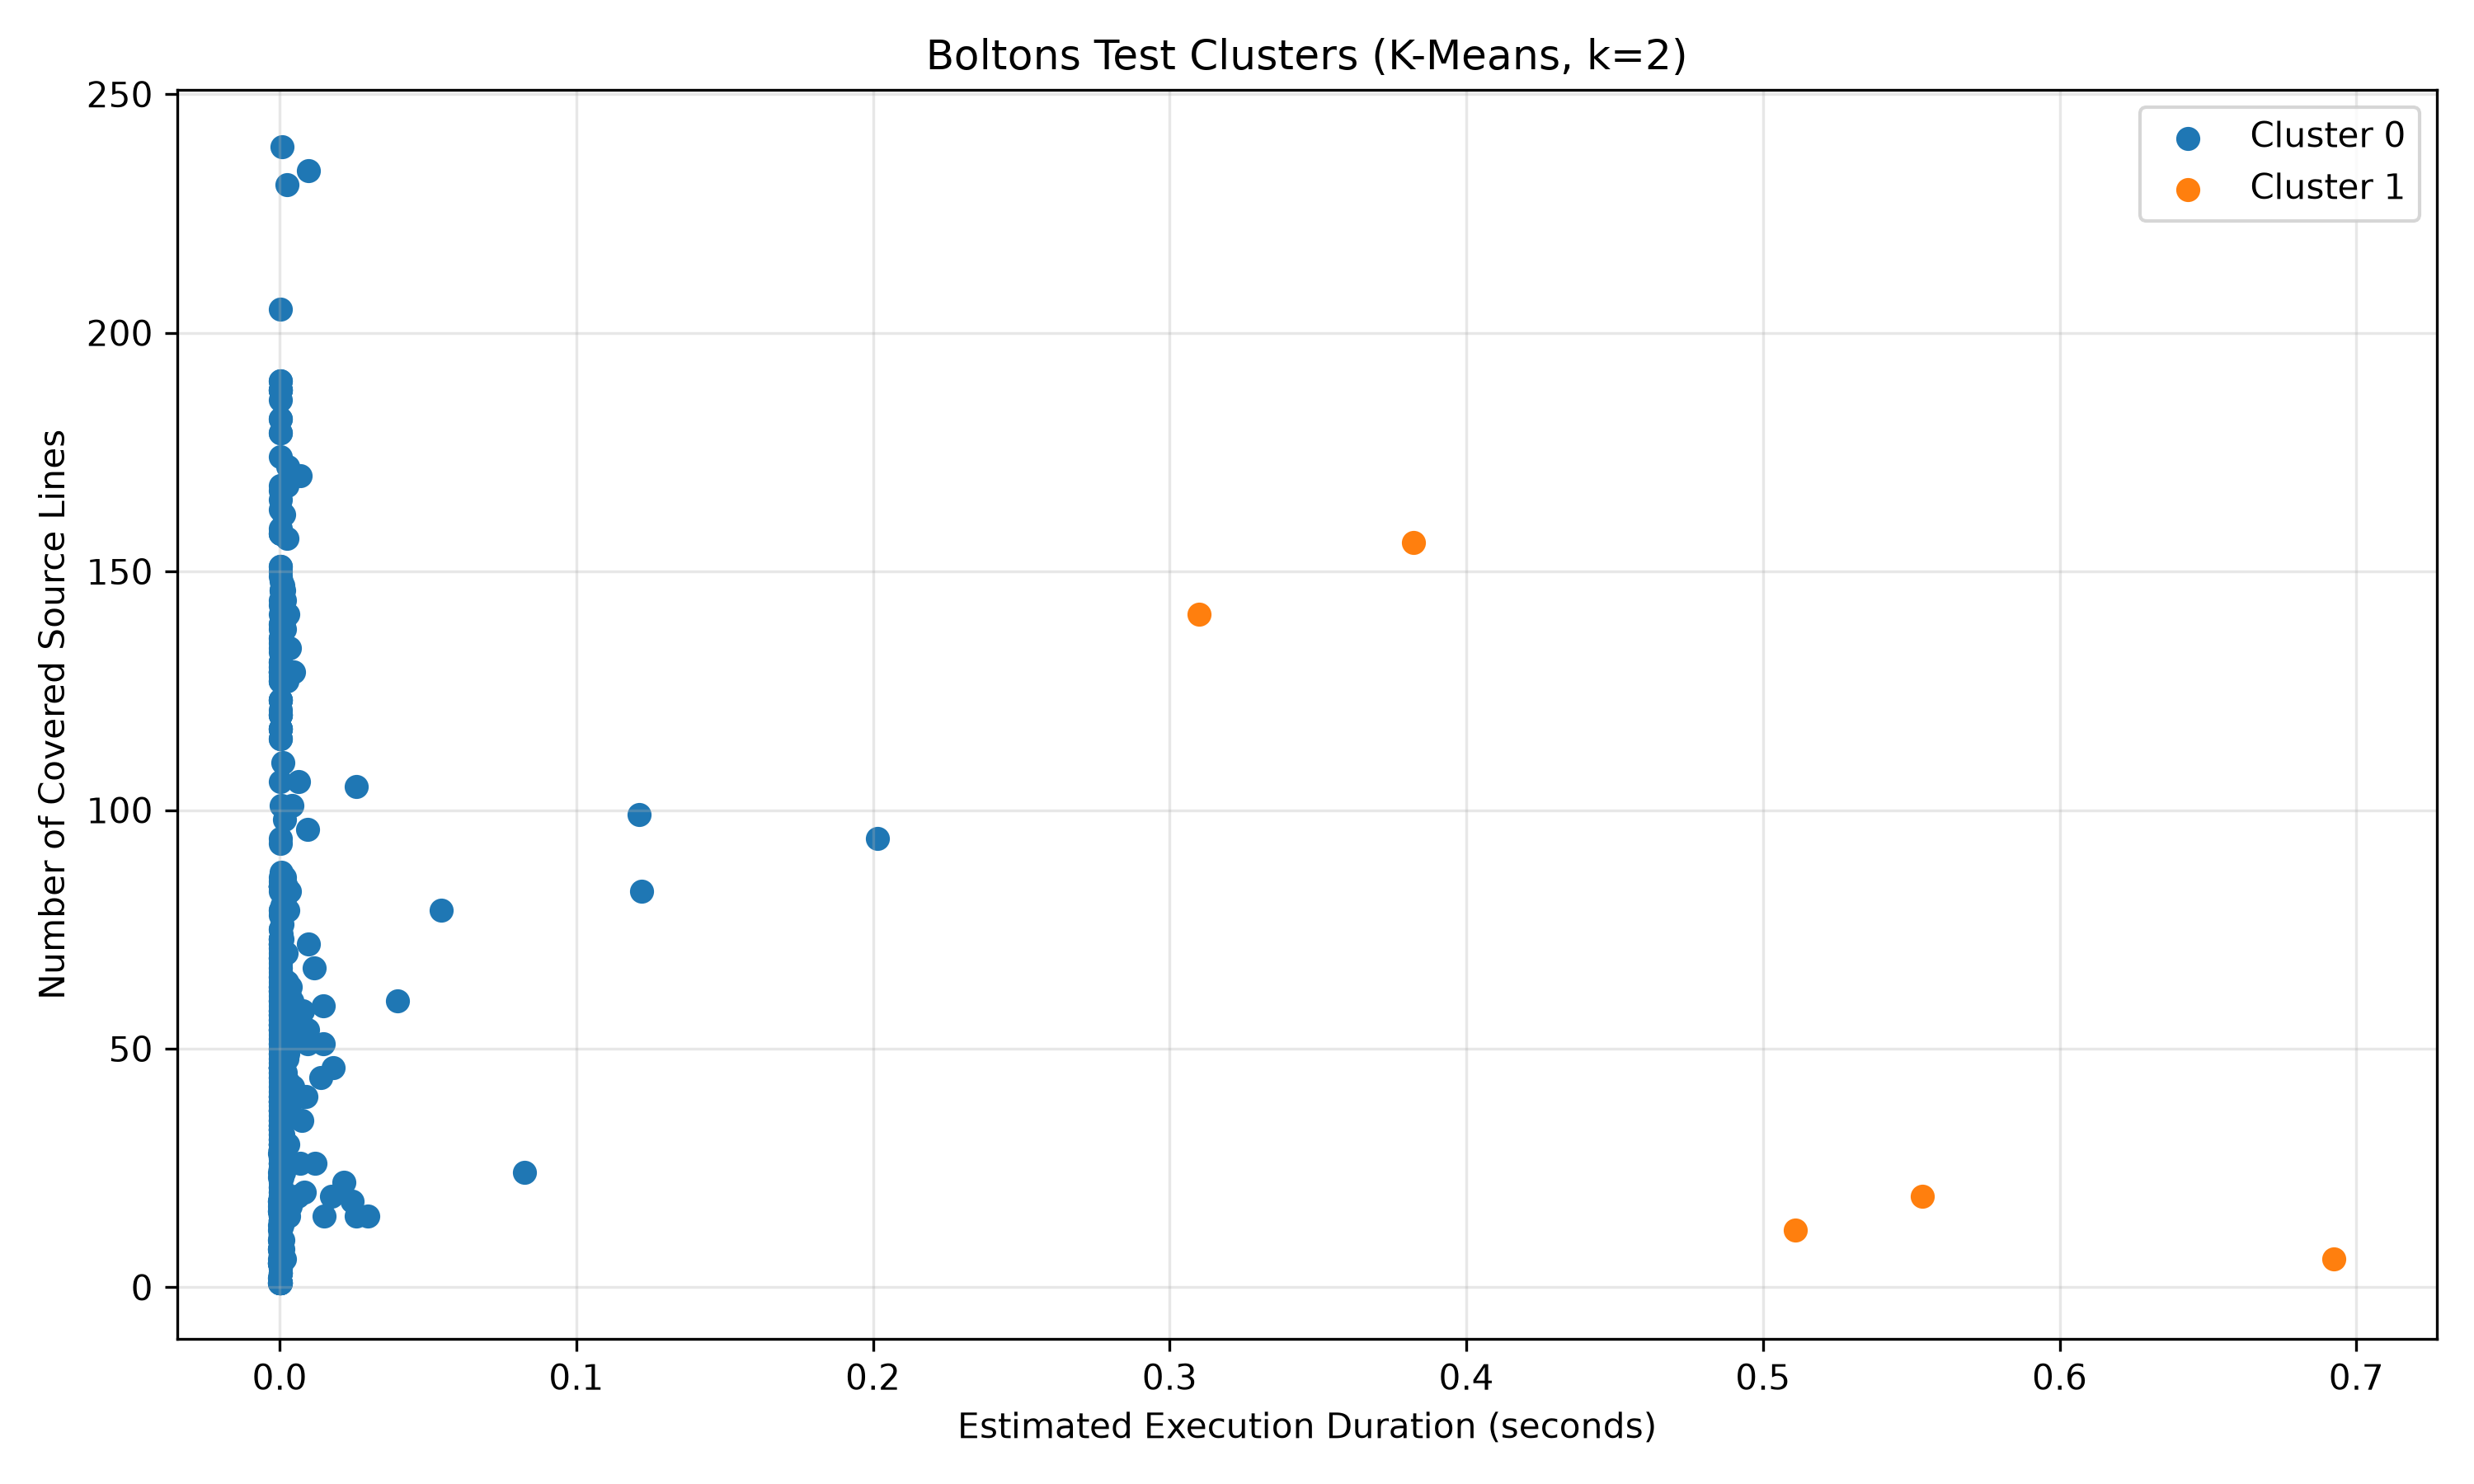 Boltons Test Clusters (K-Means, k=2)
Cluster 0
Cluster 1
Number of Covered Source Lines
250
200
150
100
50
0
0.0 0.1 0.2 0.3 0.4 0.5 0.6 0.7
Estimated Execution Duration (seconds)